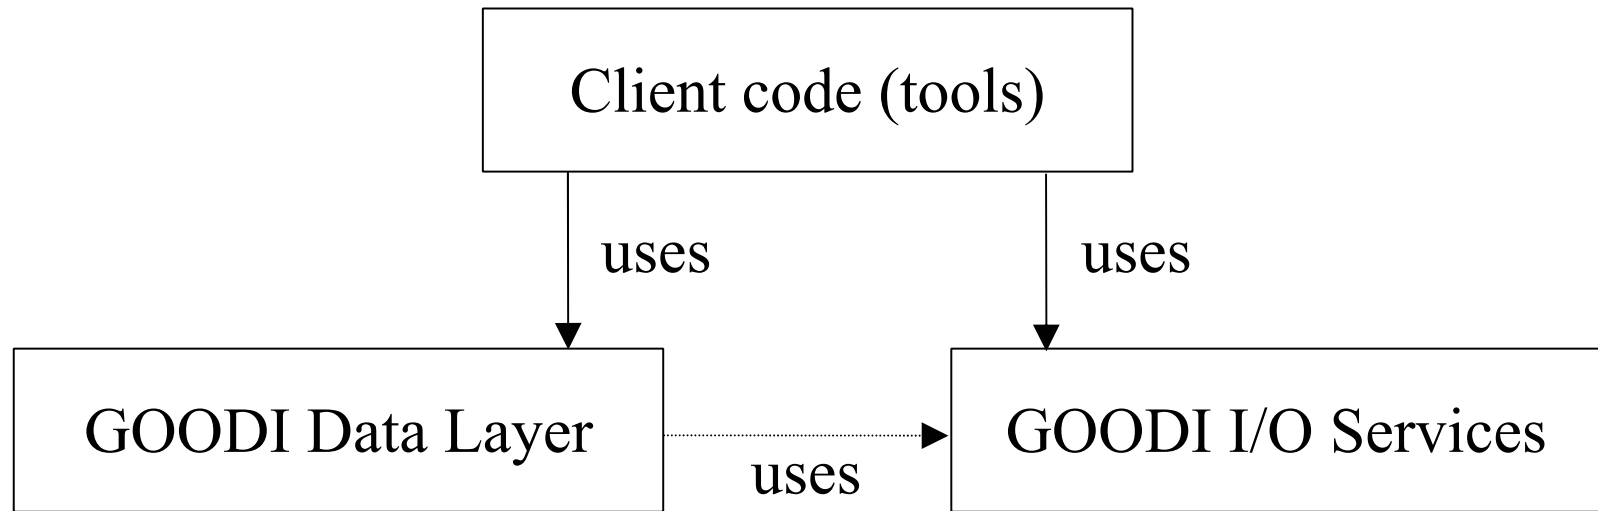 Client code (tools)
uses
uses
GOODI Data Layer
uses
GOODI I/O Services